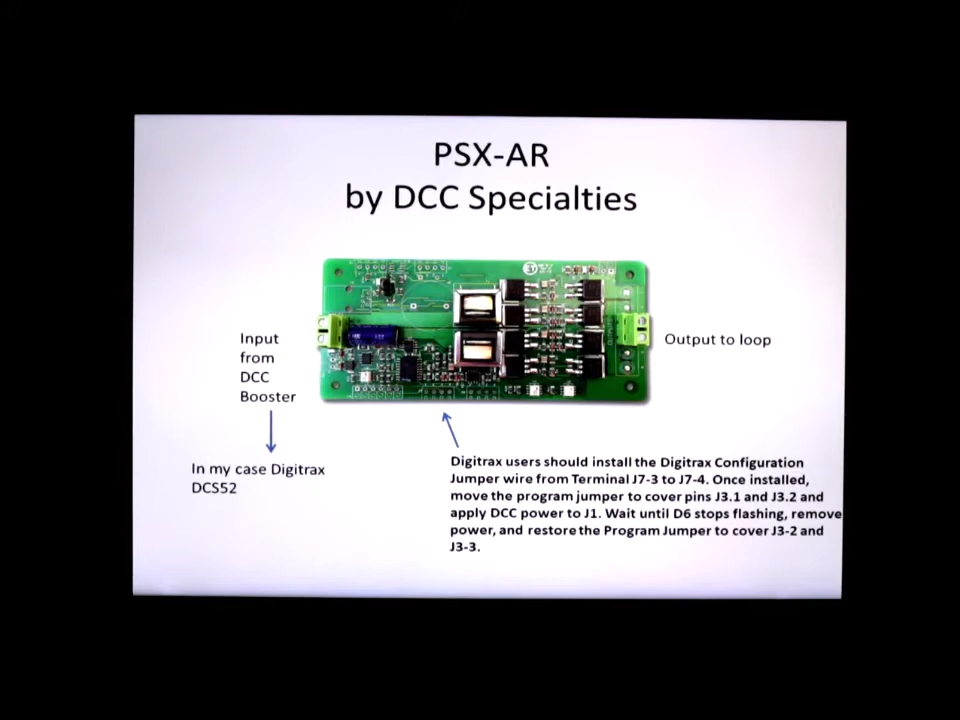 PSX-AR
by DCC Specialties
Input
from
DCC
Booster
Output to loop
In my case Digitrax
DCS52
Digitrax users should install the Digitrax Configuration
Jumper wire from Terminal J7-3 to J7-4. Once installed,
move the program jumper to cover pins J3.1 and J3.2 and
apply DCC power to J1. Wait until D6 stops flashing, remove
power, and restore the Program Jumper to cover J3-2 and
J3-3.